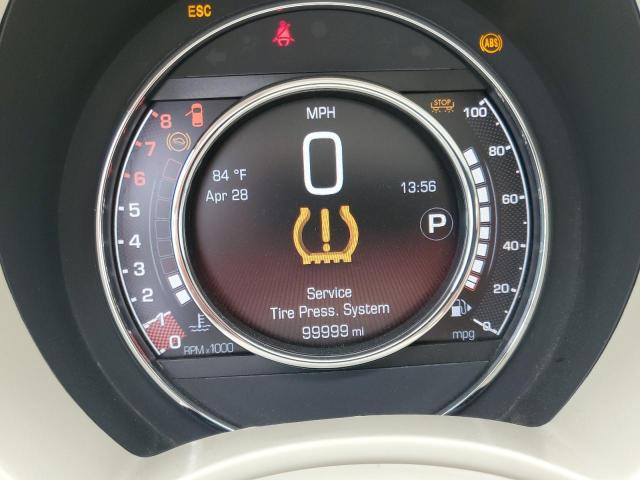 ESC
ABS
STOP
MPH
8
100
7
0
84 °F
13:56
6
80
Apr 28
5
60
P
4
40
3
Service
2
20
Tire Press. System
1
99999 mi
0
0
RPM x1000
mpg